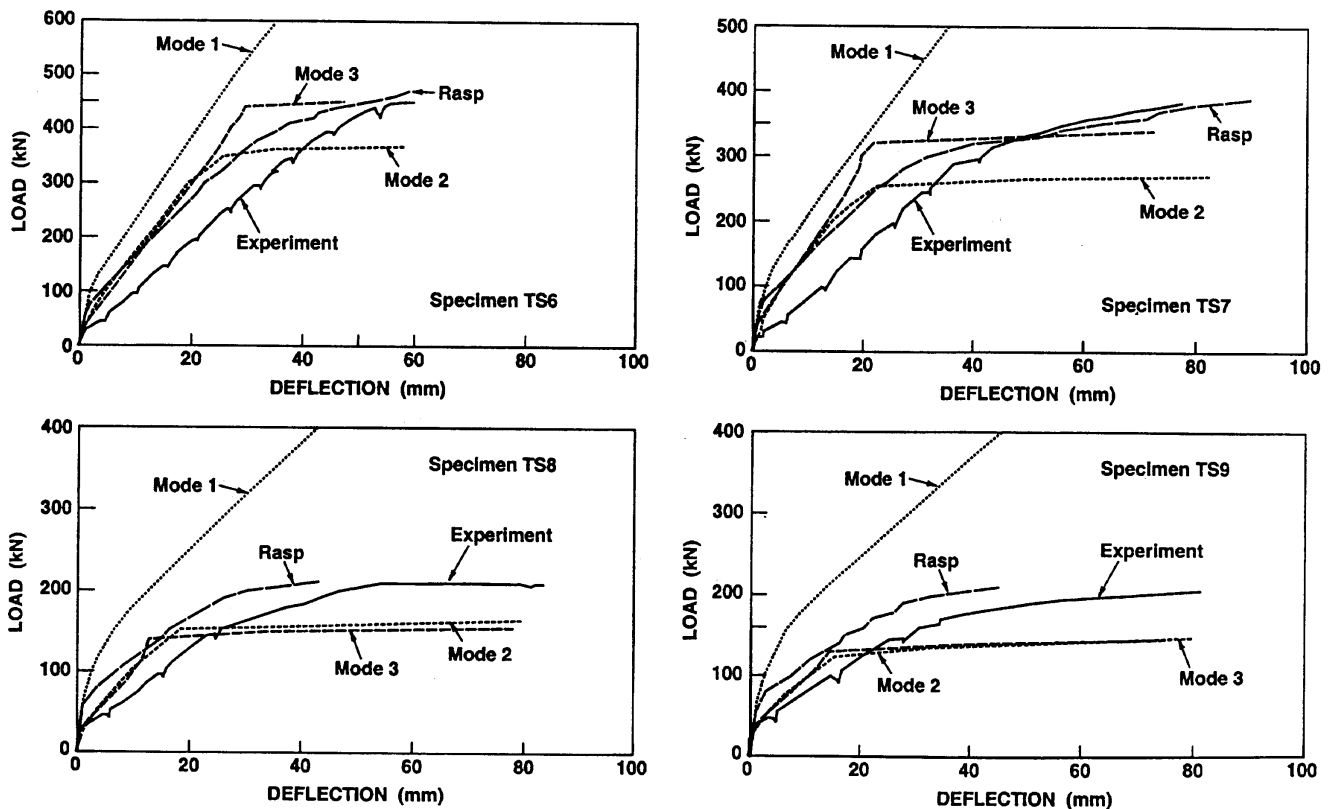 600
500
400
300
200
100
0
LOAD (kN)
Mode 1
Mode 3
Rasp
Mode 2
Experiment
Specimen TS6
0 20 40 60 80 100
DEFLECTION (mm)
500
400
300
200
100
0
LOAD (kN)
Mode 1
Mode 3
Rasp
Mode 2
Experiment
Specimen TS7
0 20 40 60 80 100
DEFLECTION (mm)
400
300
200
100
0
LOAD (kN)
Specimen TS8
Mode 1
Experiment
Rasp
Mode 2
Mode 3
0 20 40 60 80 100
DEFLECTION (mm)
400
300
200
100
0
LOAD (kN)
Specimen TS9
Mode 1
Experiment
Rasp
Mode 2
Mode 3
0 20 40 60 80 100
DEFLECTION (mm)